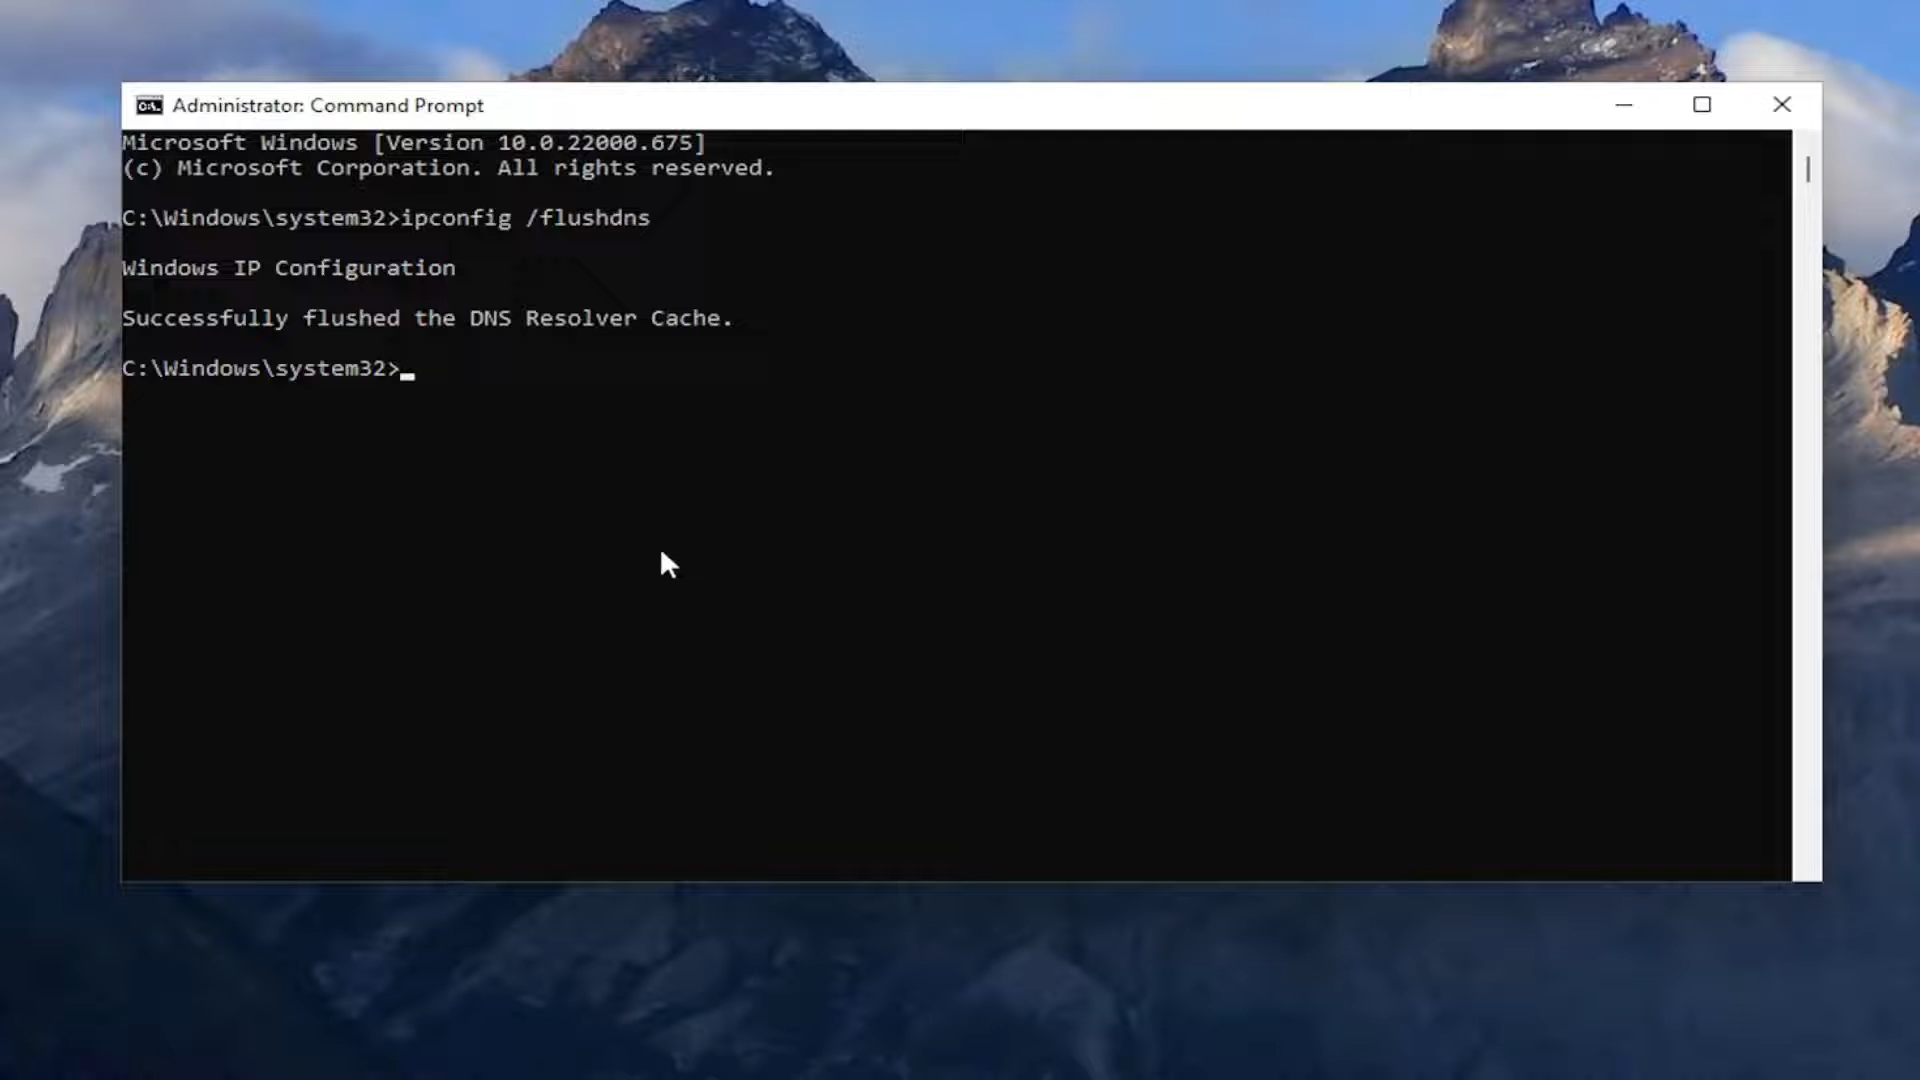 Administrator: Command Prompt
Microsoft Windows [Version 10.0.22000.675]
(c) Microsoft Corporation. All rights reserved.
C:\Windows\system32>ipconfig /flushdns
Windows IP Configuration
Successfully flushed the DNS Resolver Cache.
C:\Windows\system32>